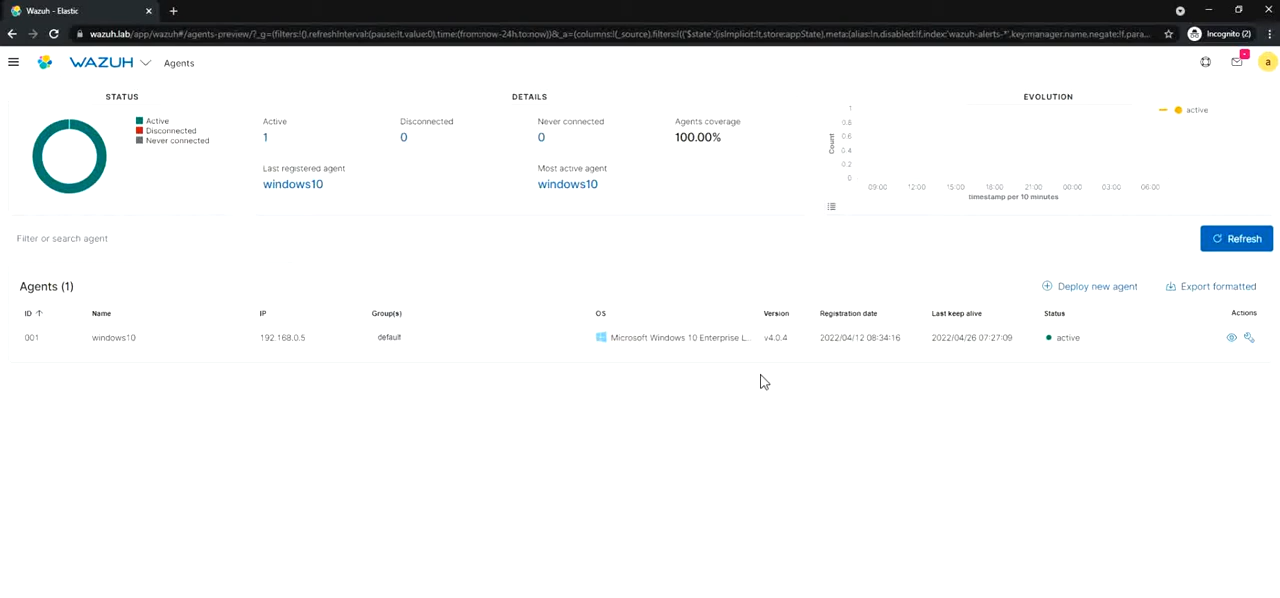 Wazuh - Elastic
wazuh.lab/app/wazuh#/agents-preview/?_g=(filters:!(),refreshInterval:(pause:!t,value:0),time:(from:now-24h,to:now))&_a=(columns:!(_source),filters:!(('$state':(isImplicit:!t,store:appState),meta:(alias:!n,disabled:!f,index:'wazuh-alerts-*',key:manager.name,negate:!f,para...
Incognito (2)
WAZUH
Agents
a
STATUS
Active
Disconnected
Never connected
DETAILS
Active
1
Disconnected
0
Never connected
0
Agents coverage
100.00%
Last registered agent
windows10
Most active agent
windows10
EVOLUTION
active
Count
1
0.8
0.6
0.4
0.2
0
09:00 12:00 15:00 18:00 21:00 00:00 03:00 06:00
timestamp per 10 minutes
Filter or search agent
Refresh
Agents (1)
Deploy new agent
Export formatted
ID Name IP Group(s) OS Version Registration date Last keep alive Status Actions
001 windows10 192.168.0.5 default Microsoft Windows 10 Enterprise L... v4.0.4 2022/04/12 08:34:16 2022/04/26 07:27:09 active